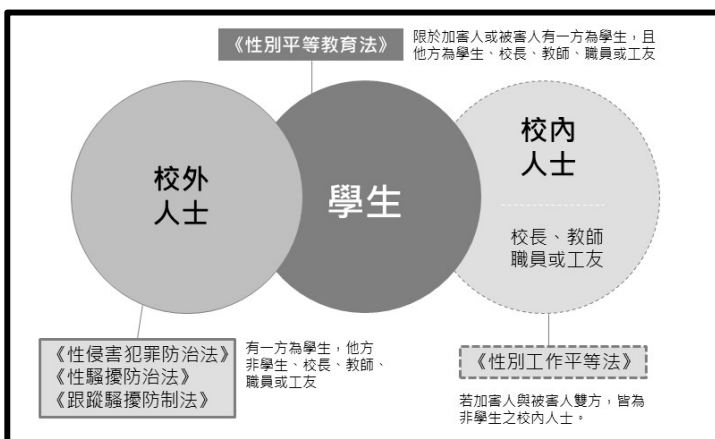 《性別平等教育法》
限於加害人或被害人有一方為學生，且
他方為學生、校長、教師、職員或工友
校外
人士
學生
校內
人士
校長、教師
職員或工友
《性侵害犯罪防治法》
《性騷擾防治法》
《跟蹤騷擾防制法》
有一方為學生，他方
非學生、校長、教師、
職員或工友
《性別工作平等法》
若加害人與被害人雙方，皆為
非學生之校內人士。